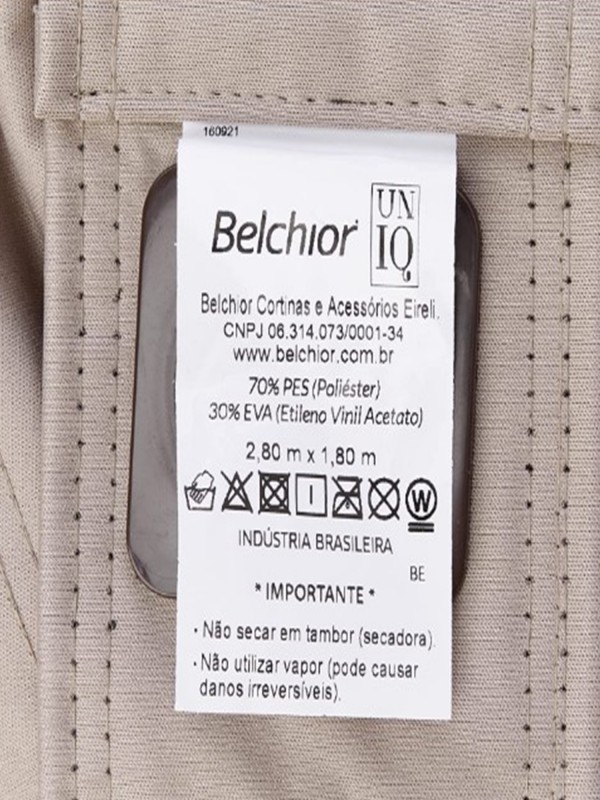 160921
Belchior
UN
IQ
Belchior Cortinas e Acessórios Eireli.
CNPJ 06.314.073/0001-34
www.belchior.com.br
70% PES (Poliéster)
30% EVA (Etileno Vinil Acetato)
2,80 m x 1,80 m
W
INDÚSTRIA BRASILEIRA
BE
* IMPORTANTE *
• Não secar em tambor (secadora).
• Não utilizar vapor (pode causar
danos irreversíveis).